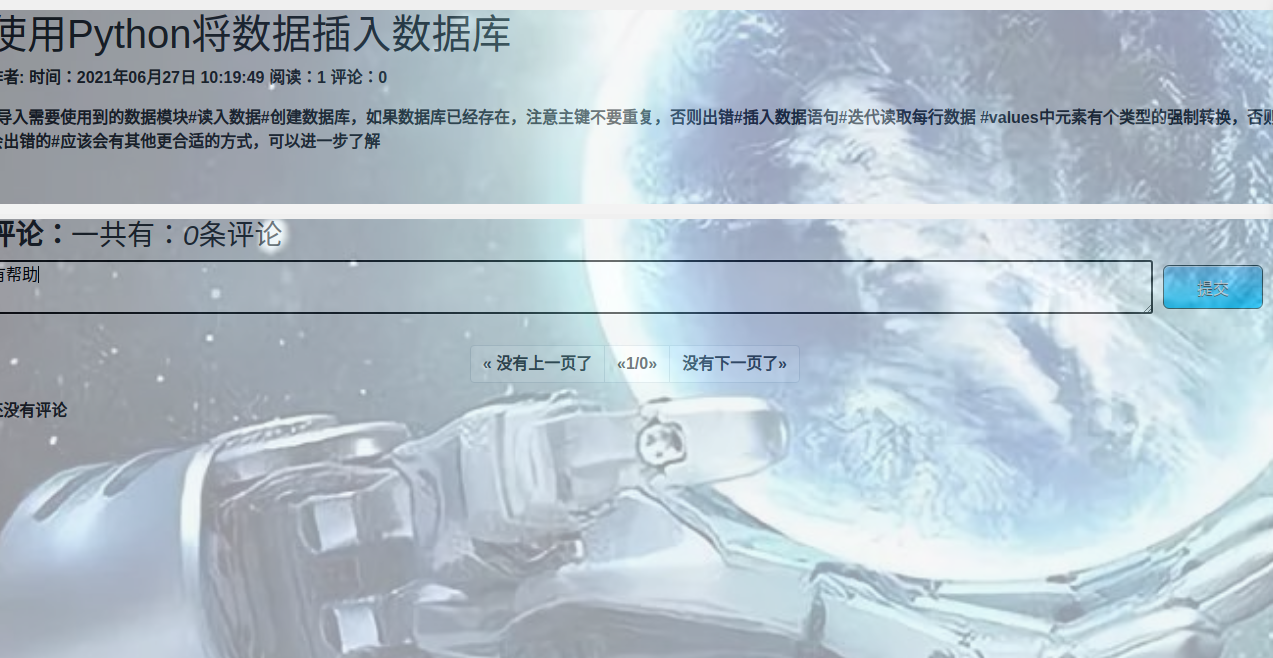 使用Python将数据插入数据库
者: 时间：2021年06月27日 10:19:49 阅读：1 评论：0
导入需要使用到的数据模块#读入数据#创建数据库，如果数据库已经存在，注意主键不要重复，否则出错#插入数据语句#迭代读取每行数据 #values中元素有个类型的强制转换，否则
会出错的#应该会有其他更合适的方式，可以进一步了解
评论：一共有：0条评论
有帮助
提交
« 没有上一页了 «1/0» 没有下一页了»
还没有评论